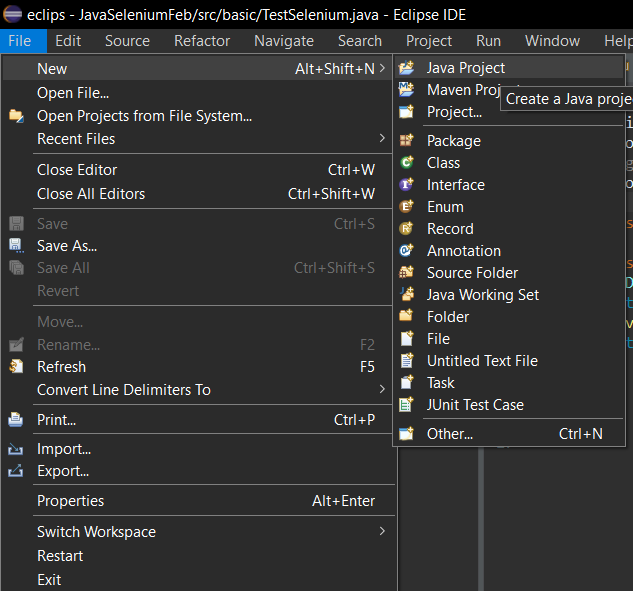 eclips - JavaSeleniumFeb/src/basic/TestSelenium.java - Eclipse IDE
File Edit Source Refactor Navigate Search Project Run Window Help
New Alt+Shift+N >
Open File...
Open Projects from File System...
Recent Files >
Close Editor Ctrl+W
Close All Editors Ctrl+Shift+W
Save Ctrl+S
Save As...
Save All Ctrl+Shift+S
Revert
Move...
Rename... F2
Refresh F5
Convert Line Delimiters To >
Print... Ctrl+P
Import...
Export...
Properties Alt+Enter
Switch Workspace >
Restart
Exit
Java Project
Maven Proje
Create a Java projec
Project...
Package
Class
Interface
Enum
Record
Annotation
Source Folder
Java Working Set
Folder
File
Untitled Text File
Task
JUnit Test Case
Other... Ctrl+N